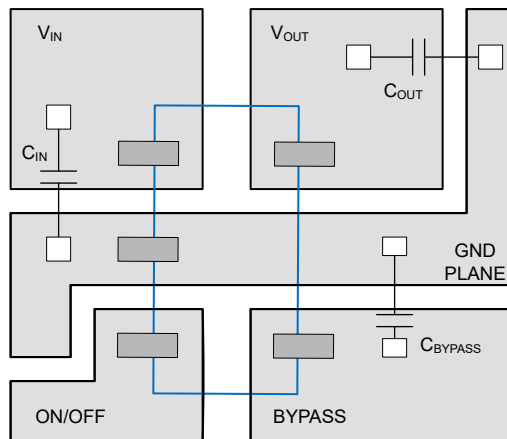 VIN
VOUT
COUT
CIN
GND
PLANE
CBYPASS
ON/OFF
BYPASS